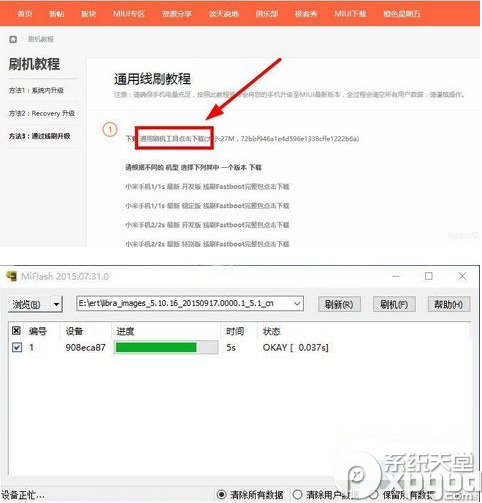 首页 新帖 版块 MIUI专区 资源分享 谈天说地 俱乐部 极客秀 MIUI下载 橙色星期五
刷机教程
刷机教程
方法1：系统内升级
方法2：Recovery 升级
方法3：通过线刷升级
通用线刷教程
注意：请确保手机电量充足，按照此教程操作会将您的手机升级至MIUI最新版本，全过程会清空所有用户数据，请谨慎操作。
1
下载 通用刷机工具点击下载(大小27M，72bbf946a1e4d596e1338cffe1222b6a)
请根据不同的 机型 选择下列其中 一个版本 下载
小米手机1/1s 最新 开发版 线刷Fastboot完整包点击下载
小米手机1/1s 最新 稳定版 线刷Fastboot完整包点击下载
小米手机2/2s 最新 开发版 线刷Fastboot完整包点击下载
小米手机2/2s 最新 特别版 线刷Fastboot完整包点击下载
MiFlash 2015.07.31.0
浏览(B) E:\ert\libra_images_5.10.16_20150917.0000.1_5.1_cn 刷新(R) 刷机(F) 帮助(H)
编号 设备 进度 时间 状态
1 908eca87 5s OKAY [ 0.037s]
设备正忙... 清除所有数据 清除用户数据 保留所有数据
系统天堂